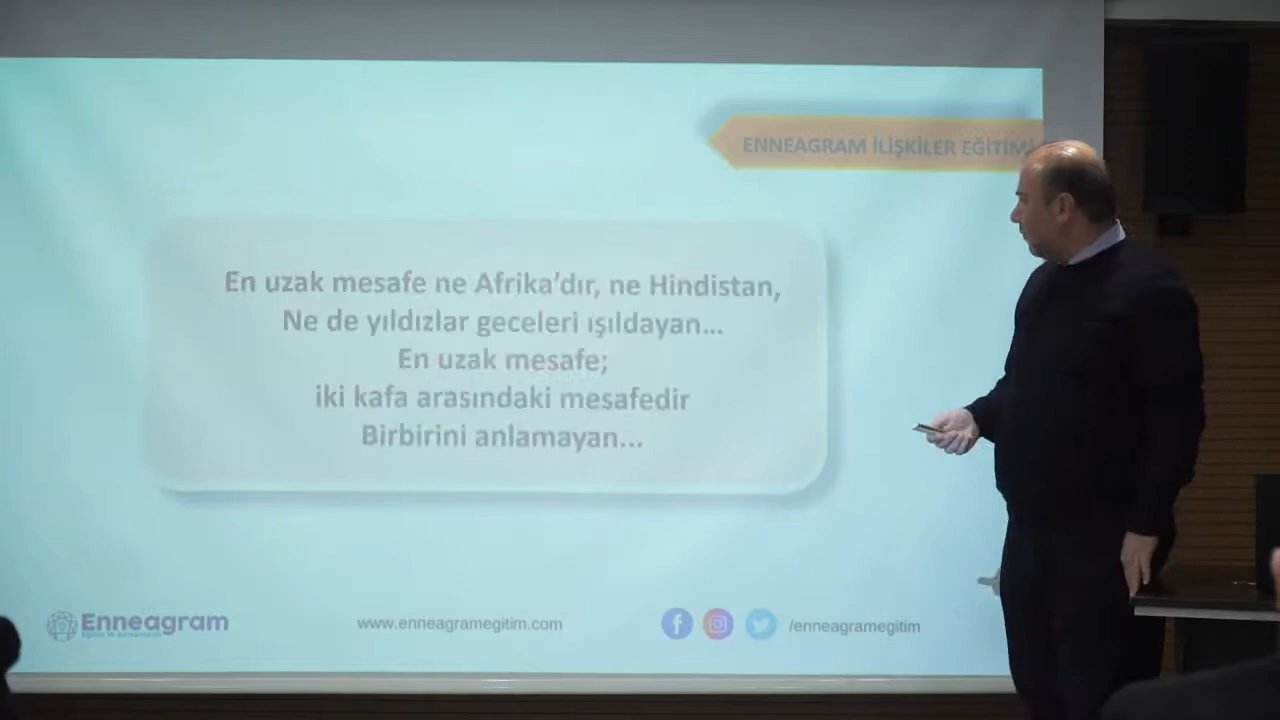 ENNEAGRAM İLİŞKİLER EĞİTİMİ
En uzak mesafe ne Afrika'dır, ne Hindistan,
Ne de yıldızlar geceleri ışıldayan...
En uzak mesafe;
iki kafa arasındaki mesafedir
Birbirini anlamayan...
Enneagram
www.enneagramegitim.com
/enneagramegitim